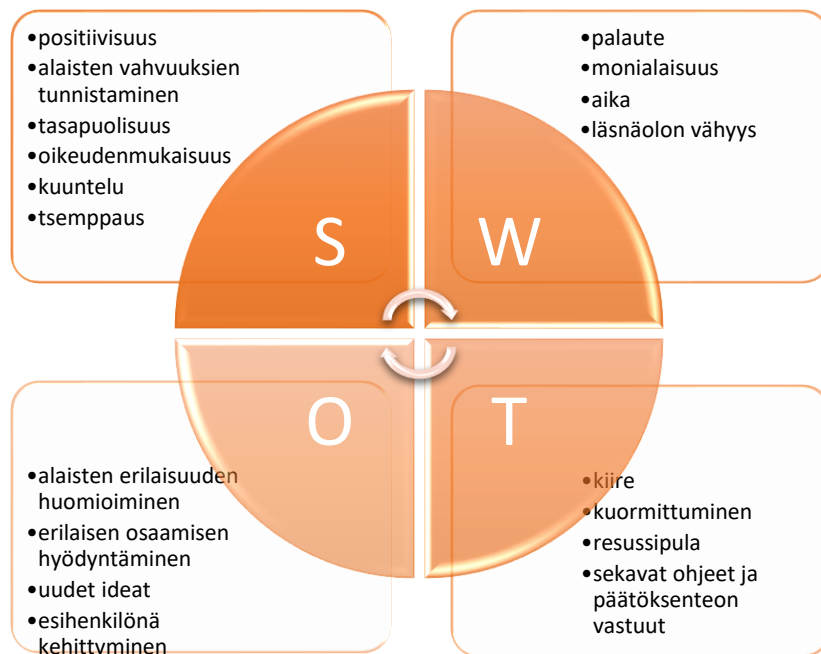 •positiivisuus
•alaisten vahvuuksien
tunnistaminen
•tasapuolisuus
•oikeudenmukaisuus
•kuuntelu
•tsemppaus
•palaute
•monialaisuus
•aika
•läsnäolon vähyys
S
W
O
T
•alaisten erilaisuuden
huomioiminen
•erilaisen osaamisen
hyödyntäminen
•uudet ideat
•esihenkilönä
kehittyminen
•kiire
•kuormittuminen
•resussipula
•sekavat ohjeet ja
päätöksenteon
vastuut